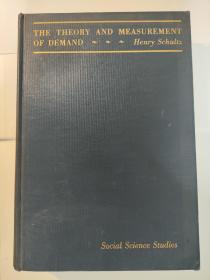 THE THEORY AND MEASUREMENT
OF DEMAND Henry Schultz
Social Science Studies